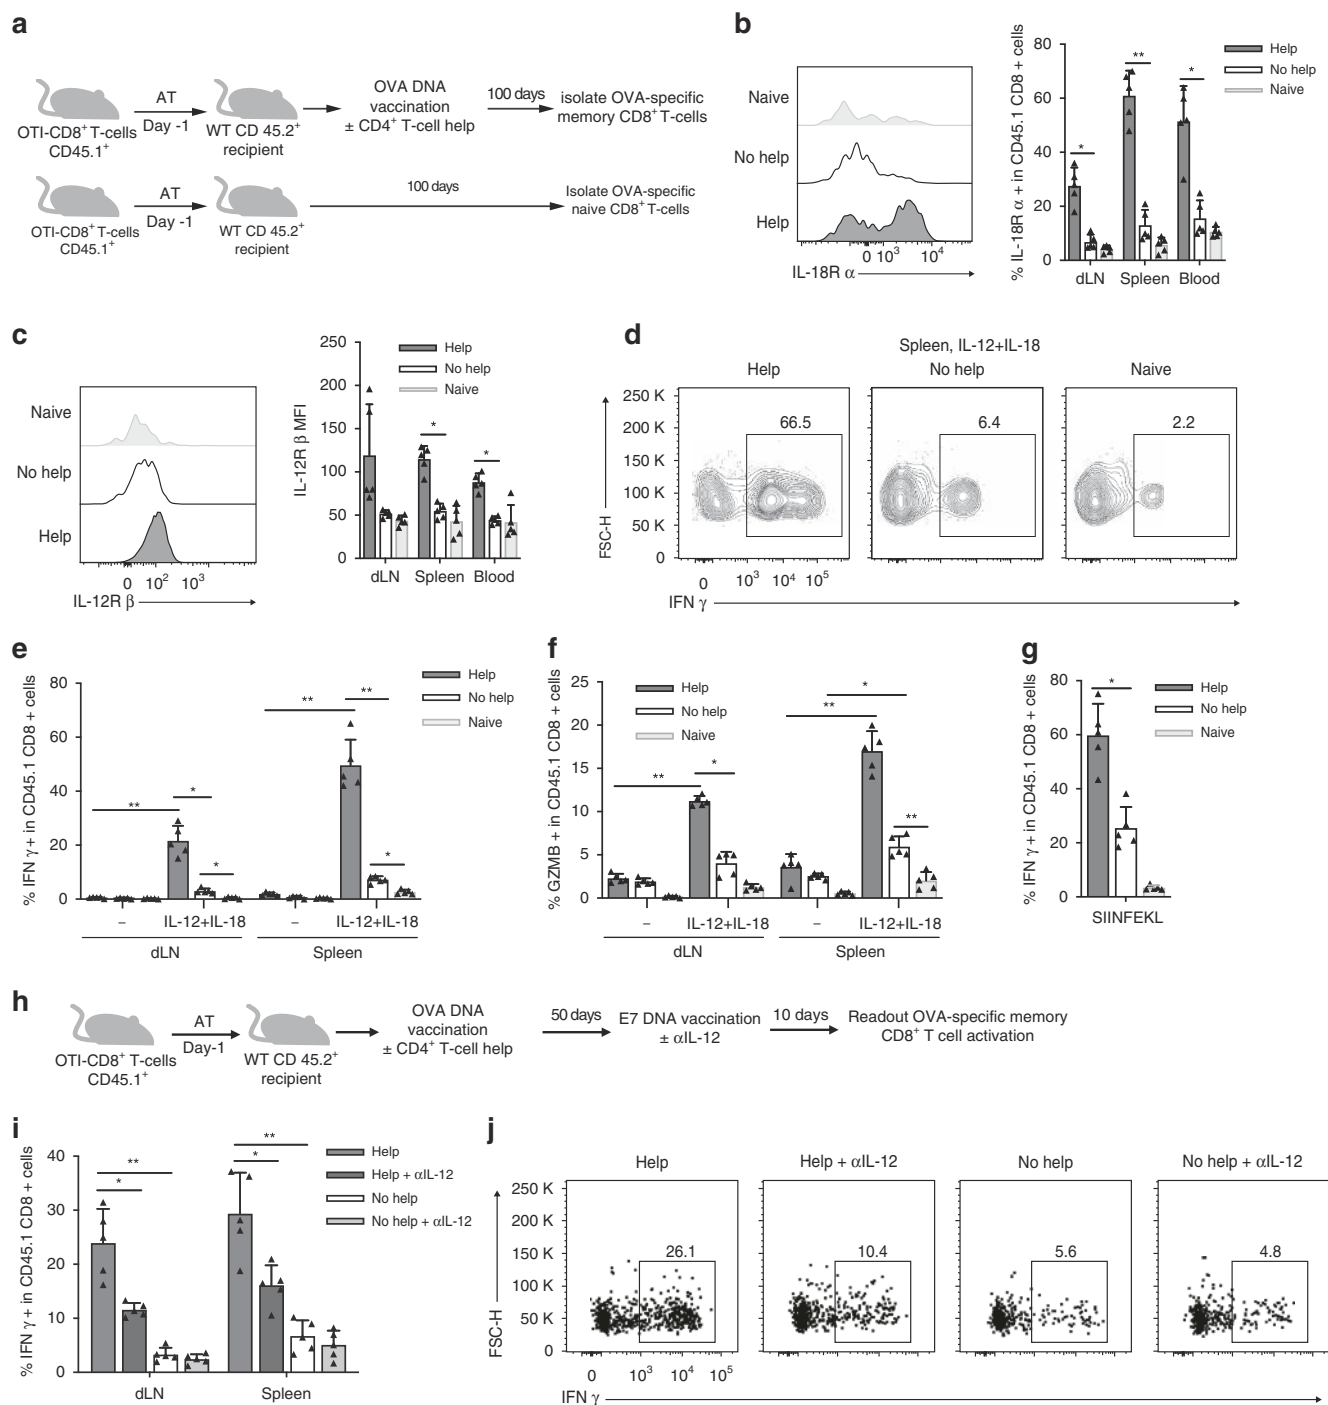 a
OTI-CD8⁺ T-cells
CD45.1⁺
AT
Day -1
WT CD 45.2⁺
recipient
OVA DNA
vaccination
± CD4⁺ T-cell help
100 days
isolate OVA-specific
memory CD8⁺T-cells
OTI-CD8⁺T-cells
CD45.1⁺
AT
Day -1
WT CD 45.2⁺
recipient
100 days
Isolate OVA-specific
naive CD8⁺T-cells
b
Naive
No help
Help
0 10³ 10⁴
IL-18R α
% IL-18R α + in CD45.1 CD8 + cells
80
60
40
20
0
*
**
*
dLN Spleen Blood
Help
No help
Naive
c
Naive
No help
Help
0 10² 10³
IL-12R β
IL-12R β MFI
250
200
150
100
50
0
Help
No help
Naive
*
*
dLN Spleen Blood
d
Spleen, IL-12+IL-18
Help No help Naive
FSC-H
250 K
200 K
150 K
100 K
50 K
0
66.5
6.4
2.2
0 10³ 10⁴ 10⁵
IFN γ
e
% IFN γ + in CD45.1 CD8 + cells
80
60
40
20
0
Help
No help
Naive
**
*
*
**
**
*
– IL-12+IL-18 – IL-12+IL-18
dLN Spleen
f
% GZMB + in CD45.1 CD8 + cells
25
20
15
10
5
0
Help
No help
Naive
**
*
*
**
**
– IL-12+IL-18 – IL-12+IL-18
dLN Spleen
g
% IFN γ + in CD45.1 CD8 + cells
80
60
40
20
0
*
Help
No help
Naive
SIINFEKL
h
OTI-CD8⁺ T-cells
CD45.1⁺
AT
Day-1
WT CD 45.2⁺
recipient
OVA DNA
vaccination
± CD4⁺ T-cell help
50 days
E7 DNA vaccination
± αIL-12
10 days
Readout OVA-specific memory
CD8⁺ T cell activation
i
% IFN γ + in CD45.1 CD8 + cells
40
30
20
10
0
**
*
**
*
Help
Help + αIL-12
No help
No help + αIL-12
dLN Spleen
j
Help Help + αIL-12 No help No help + αIL-12
FSC-H
250 K
200 K
150 K
100 K
50 K
0
26.1
10.4
5.6
4.8
0 10³ 10⁴ 10⁵
IFN γ